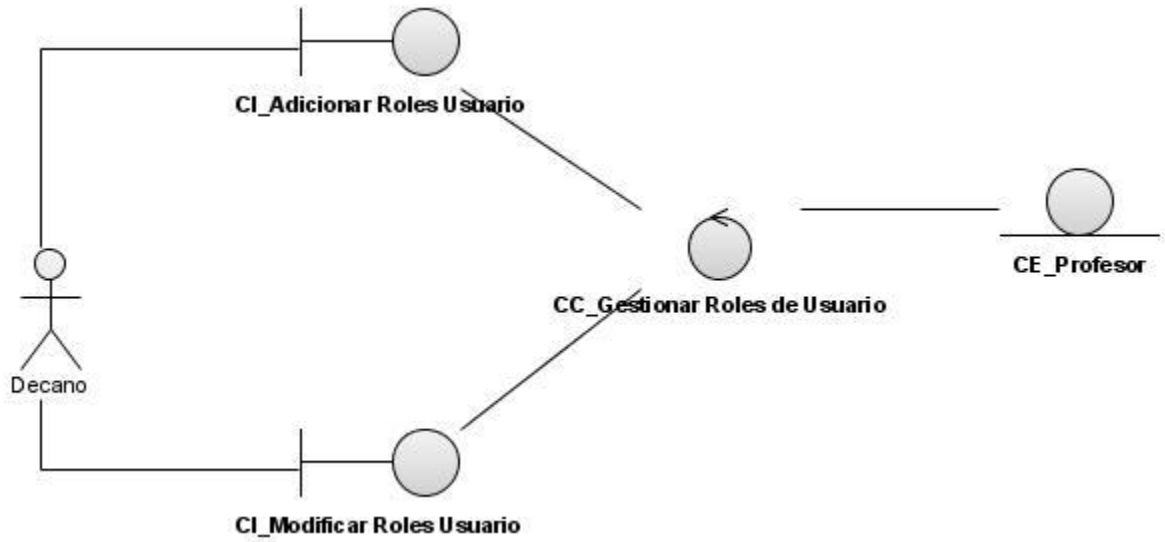 CI_Adicionar Roles Usuario
CE_Profesor
CC_Gestionar Roles de Usuario
Decano
CI_Modificar Roles Usuario